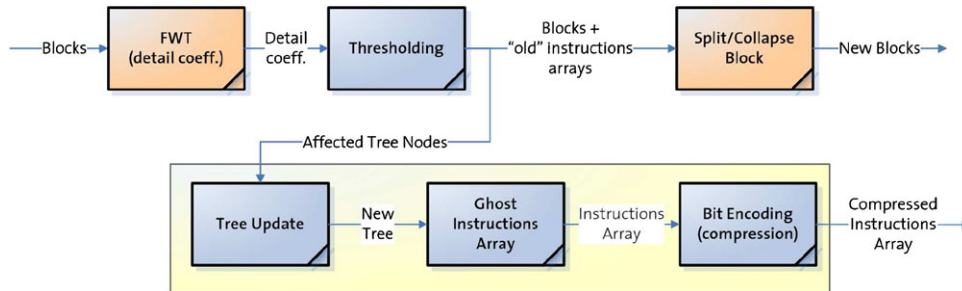 Blocks
FWT
(detail coeff.)
Detail
coeff.
Thresholding
Blocks +
“old” instructions
arrays
Split/Collapse
Block
New Blocks
Affected Tree Nodes
Tree Update
New
Tree
Ghost
Instructions
Array
Instructions
Array
Bit Encoding
(compression)
Compressed
Instructions
Array